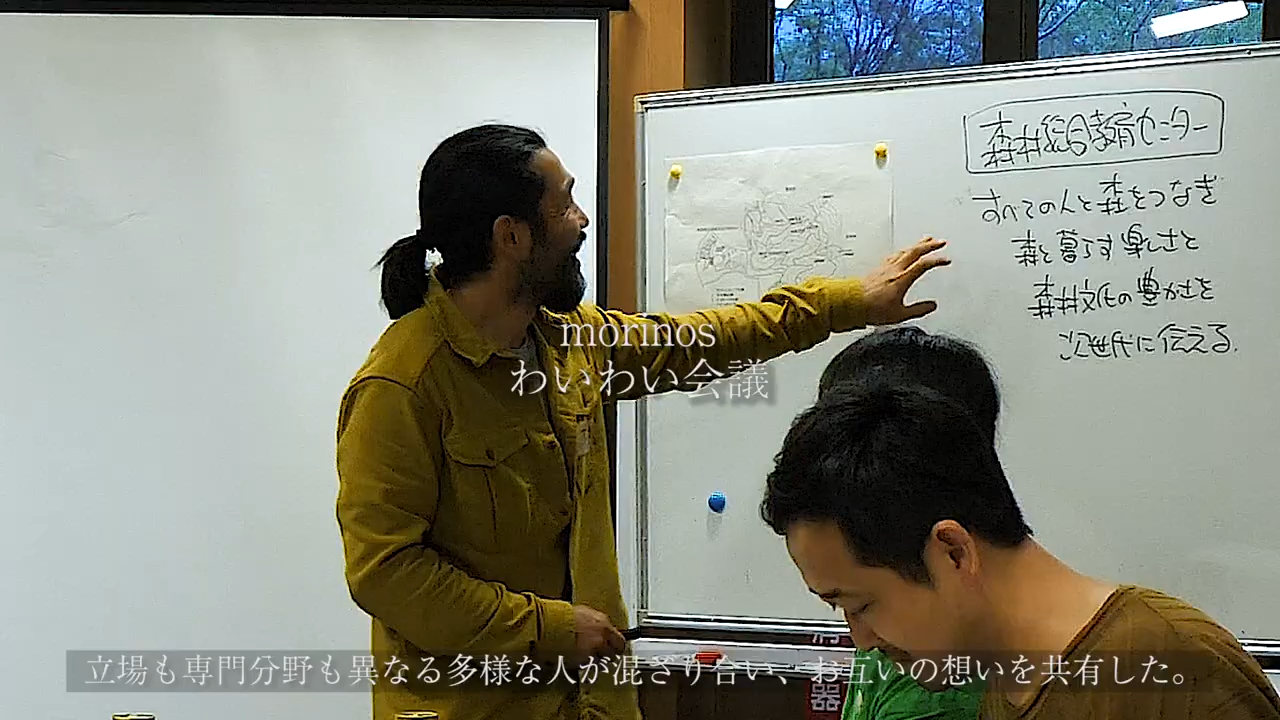 森林総合教育センター
すべての人と森をつなぎ
森と暮らす楽しさと
森林文化の豊かさを
次世代に伝える.
morinos
わいわい会議
立場も専門分野も異なる多様な人が混ざり合い、お互いの想いを共有した。
器